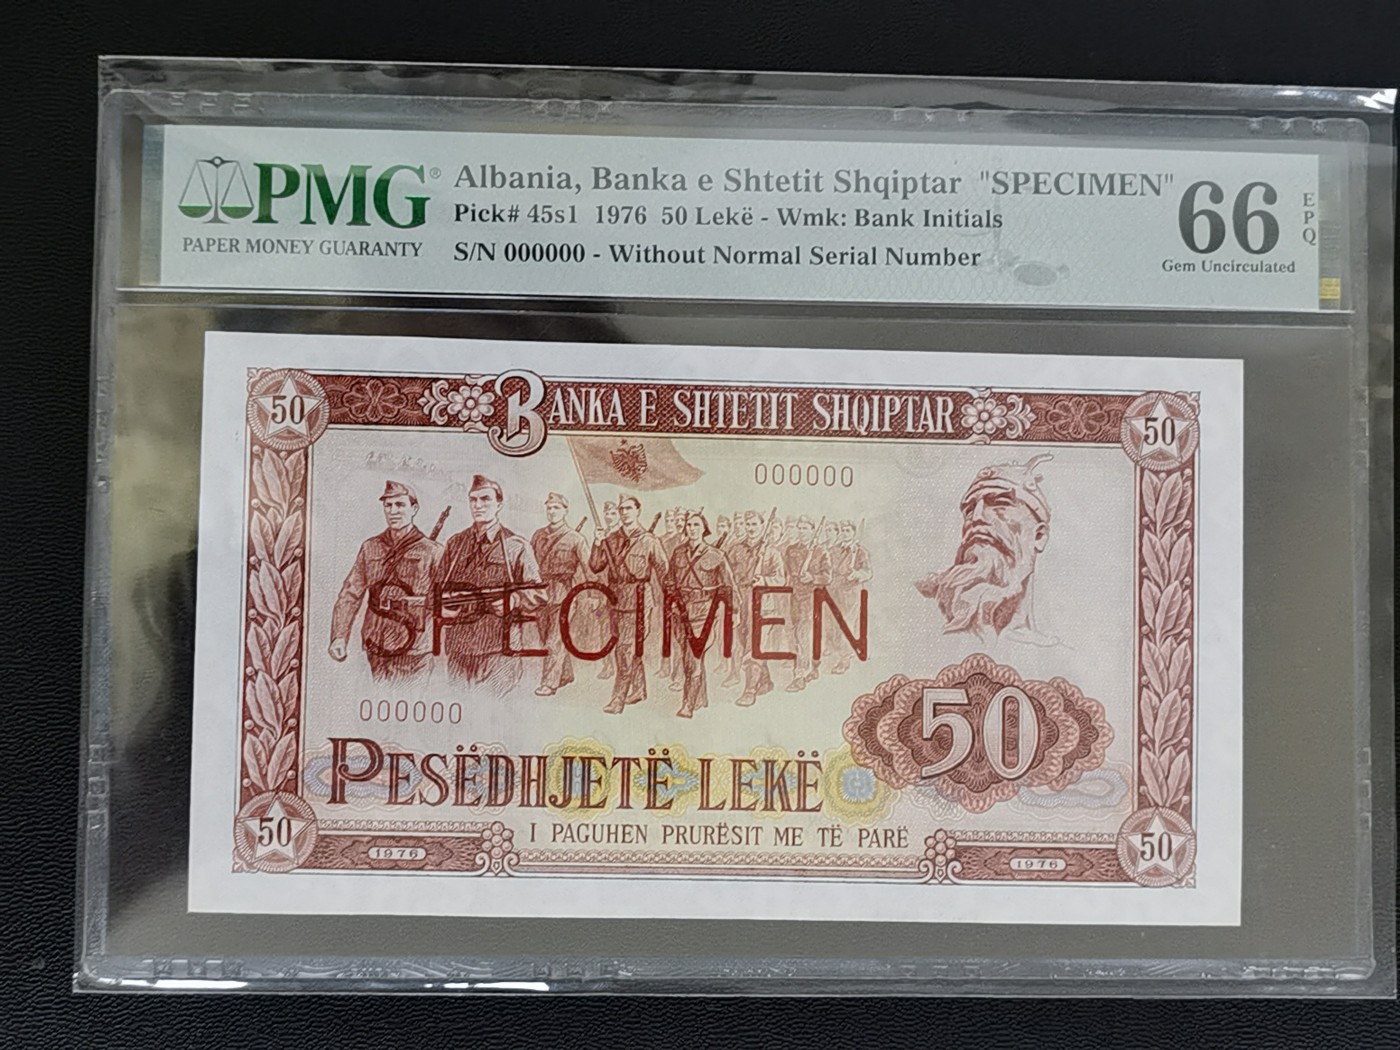 PMG®
PAPER MONEY GUARANTY
Albania, Banka e Shtetit Shqiptar "SPECIMEN"
Pick# 45s1 1976 50 Lekë - Wmk: Bank Initials
S/N 000000 - Without Normal Serial Number
66
EPQ
Gem Uncirculated
50
BANKA E SHTETIT SHQIPTAR
50
000000
SPECIMEN
000000
50
PESËDHJETË LEKË
I PAGUHEN PRURËSIT ME TË PARË
50
1976
1976
50